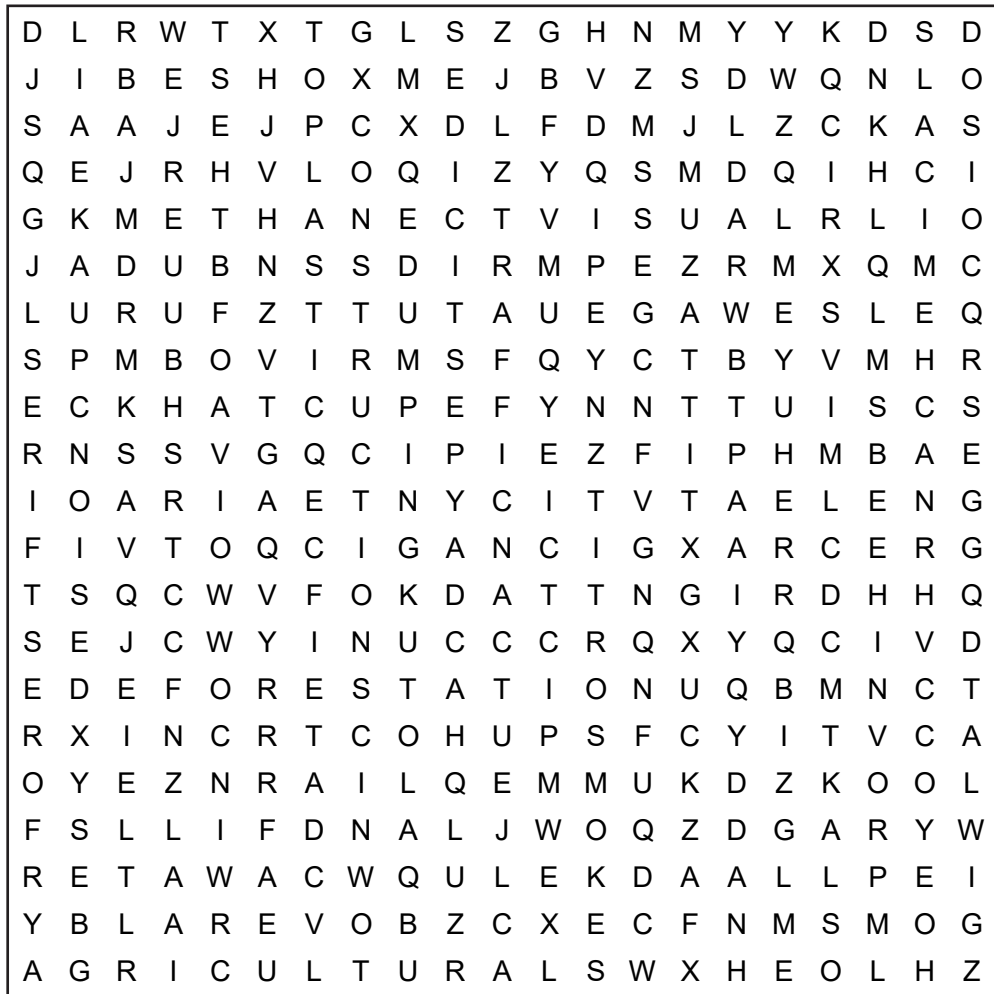 D L R W T X T G L S Z G H N M Y Y K D S D
J I B E S H O X M E J B V Z S D W Q N L O
S A A J E J P C X D L F D M J L Z C K A S
Q E J R H V L O Q I Z Y Q S M D Q I H C I
G K M E T H A N E C T V I S U A L R L I O
J A D U B N S S D I R M P E Z R M X Q M C
L U R U F Z T T U T A U E G A W E S L E Q
S P M B O V I R M S F Q Y C T B Y V M H R
E C K H A T C U P E F Y N N T T U I S C S
R N S S V G Q C I P I E Z F I P H M B A E
I O A R I A E T N Y C I T V T A E L E N G
F I V T O Q C I G A N C I G X A R C E R G
T S Q C W V F O K D A T T N G I R D H H Q
S E J C W Y I N U C C C R Q X Y Q C I V D
E D E F O R E S T A T I O N U Q B M N C T
R X I N C R T C O H U P S F C Y I T V C A
O Y E Z N R A I L Q E M M U K D Z K O O L
F S L L I F D N A L J W O Q Z D G A R Y W
R E T A W A C W Q U L E K D A A L L P E I
Y B L A R E V O B Z C X E C F N M S M O G
A G R I C U L T U R A L S W X H E O L H Z